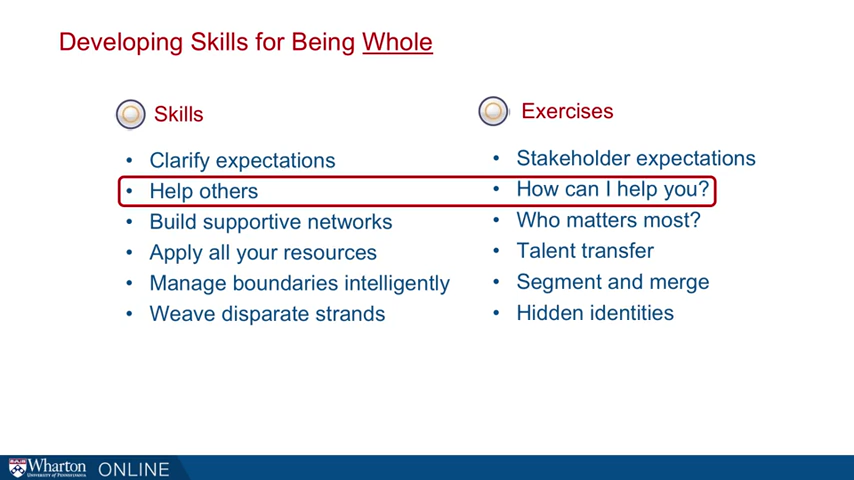 Developing Skills for Being Whole
Skills
• Clarify expectations
• Help others
• Build supportive networks
• Apply all your resources
• Manage boundaries intelligently
• Weave disparate strands
Exercises
• Stakeholder expectations
• How can I help you?
• Who matters most?
• Talent transfer
• Segment and merge
• Hidden identities
Wharton ONLINE
UNIVERSITY of PENNSYLVANIA